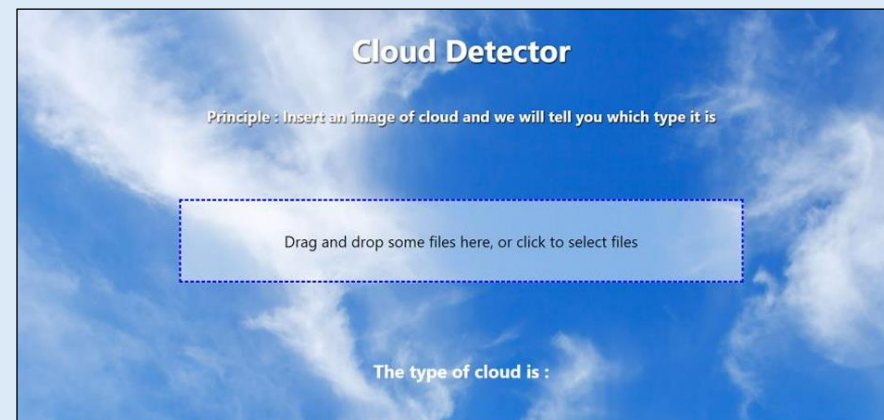 Cloud Detector
Principle : Insert an image of cloud and we will tell you which type it is
Drag and drop some files here, or click to select files
The type of cloud is :